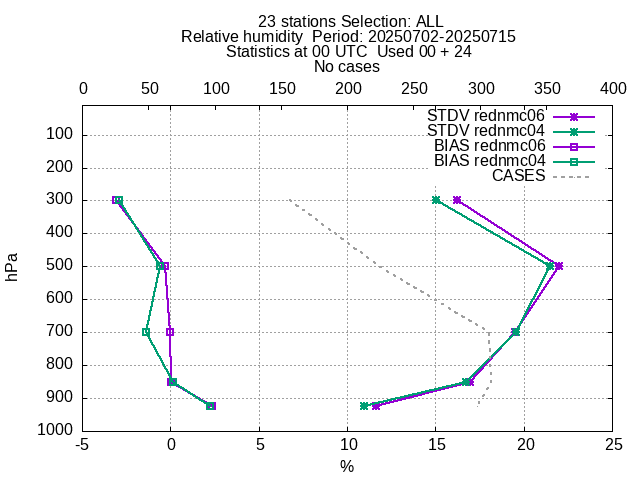 23 stations Selection: ALL
Relative humidity  Period: 20250702-20250715
Statistics at 00 UTC  Used 00 + 24
No cases
0 50 100 150 200 250 300 350 400
STDV rednmc06
STDV rednmc04
BIAS rednmc06
BIAS rednmc04
CASES
100
200
300
400
500
600
700
800
900
1000
hPa
-5 0 5 10 15 20 25
%